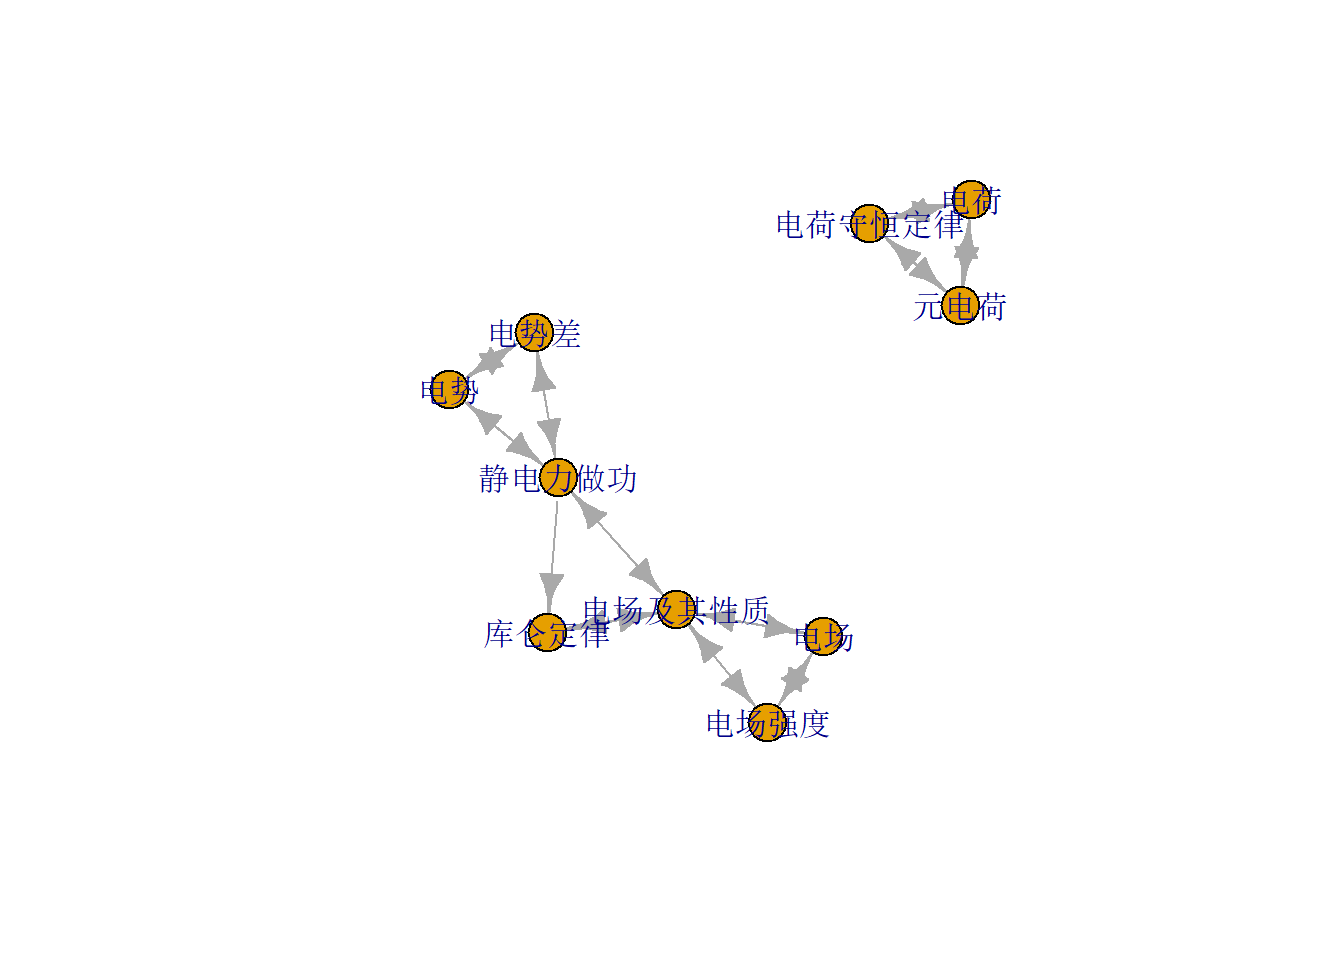 电荷
电荷守恒定律
元电荷
电势差
电势
静电力做功
电场及其性质
库仑定律
电场
电场强度